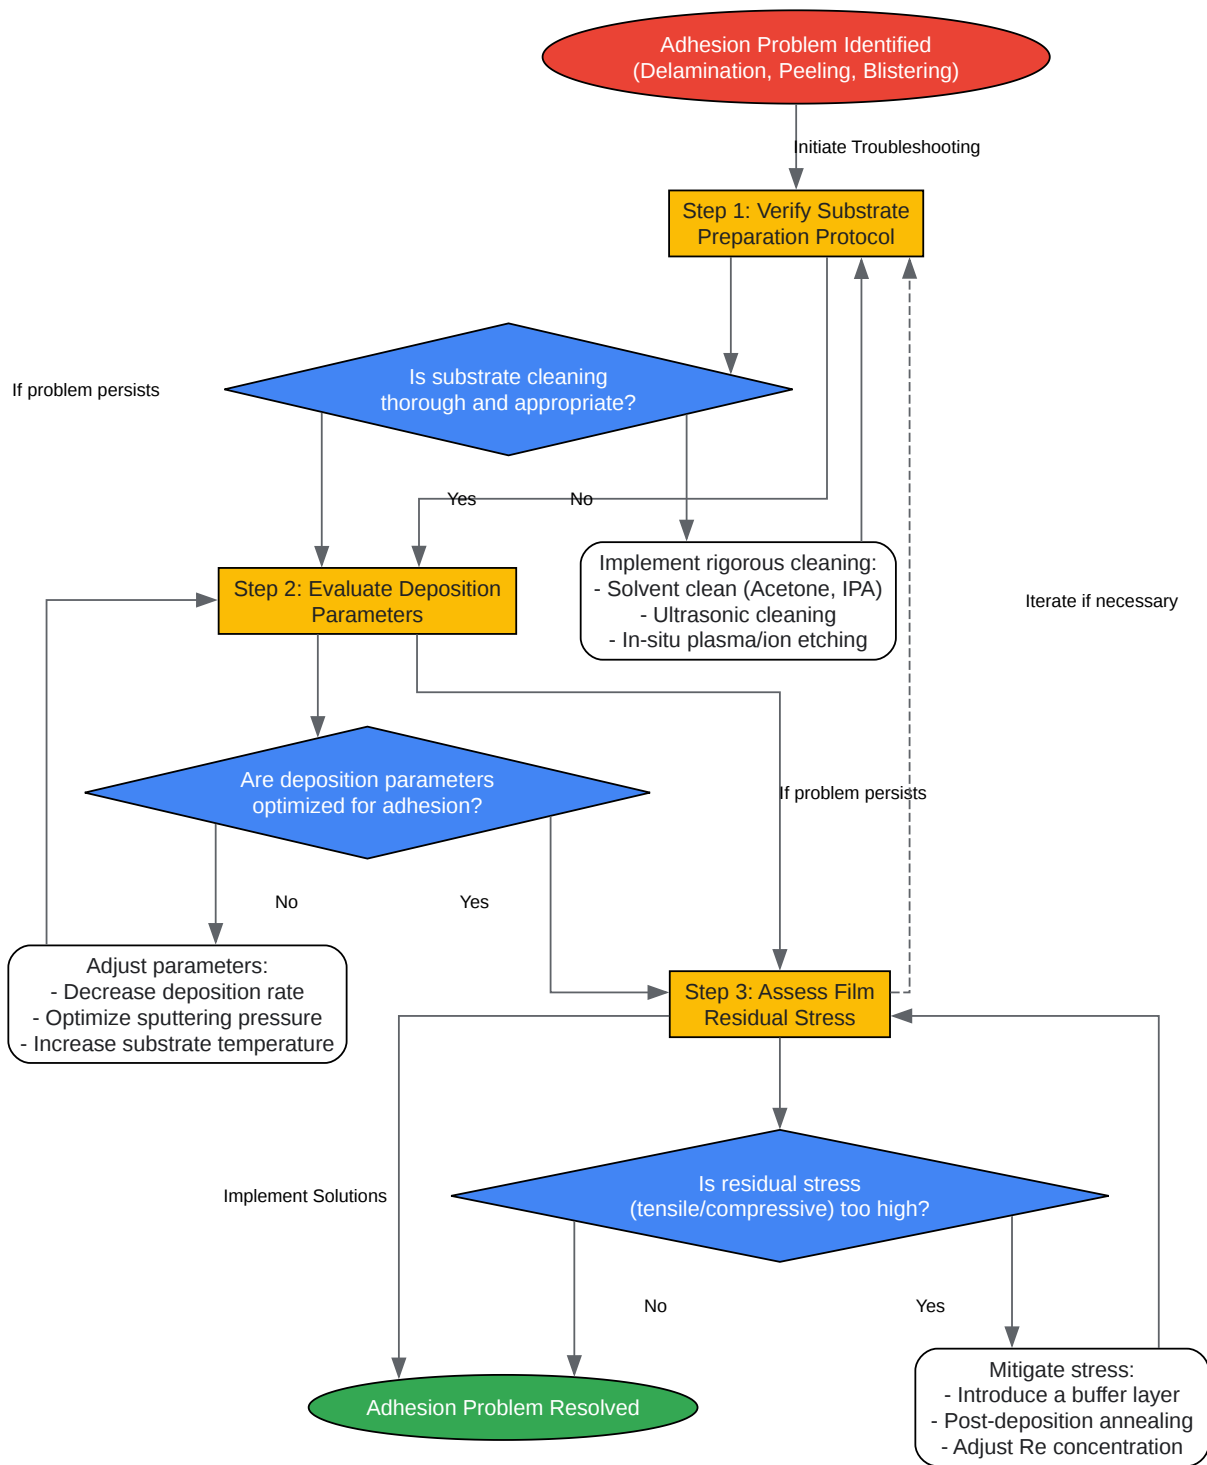 Adhesion Problem Identified
(Delamination, Peeling, Blistering)
Initiate Troubleshooting
Step 1: Verify Substrate
Preparation Protocol
Is substrate cleaning
thorough and appropriate?
If problem persists
Yes
No
Implement rigorous cleaning:
- Solvent clean (Acetone, IPA)
- Ultrasonic cleaning
- In-situ plasma/ion etching
Step 2: Evaluate Deposition
Parameters
Iterate if necessary
Are deposition parameters
optimized for adhesion?
If problem persists
No
Yes
Adjust parameters:
- Decrease deposition rate
- Optimize sputtering pressure
- Increase substrate temperature
Step 3: Assess Film
Residual Stress
Is residual stress
(tensile/compressive) too high?
Implement Solutions
No
Yes
Adhesion Problem Resolved
Mitigate stress:
- Introduce a buffer layer
- Post-deposition annealing
- Adjust Re concentration